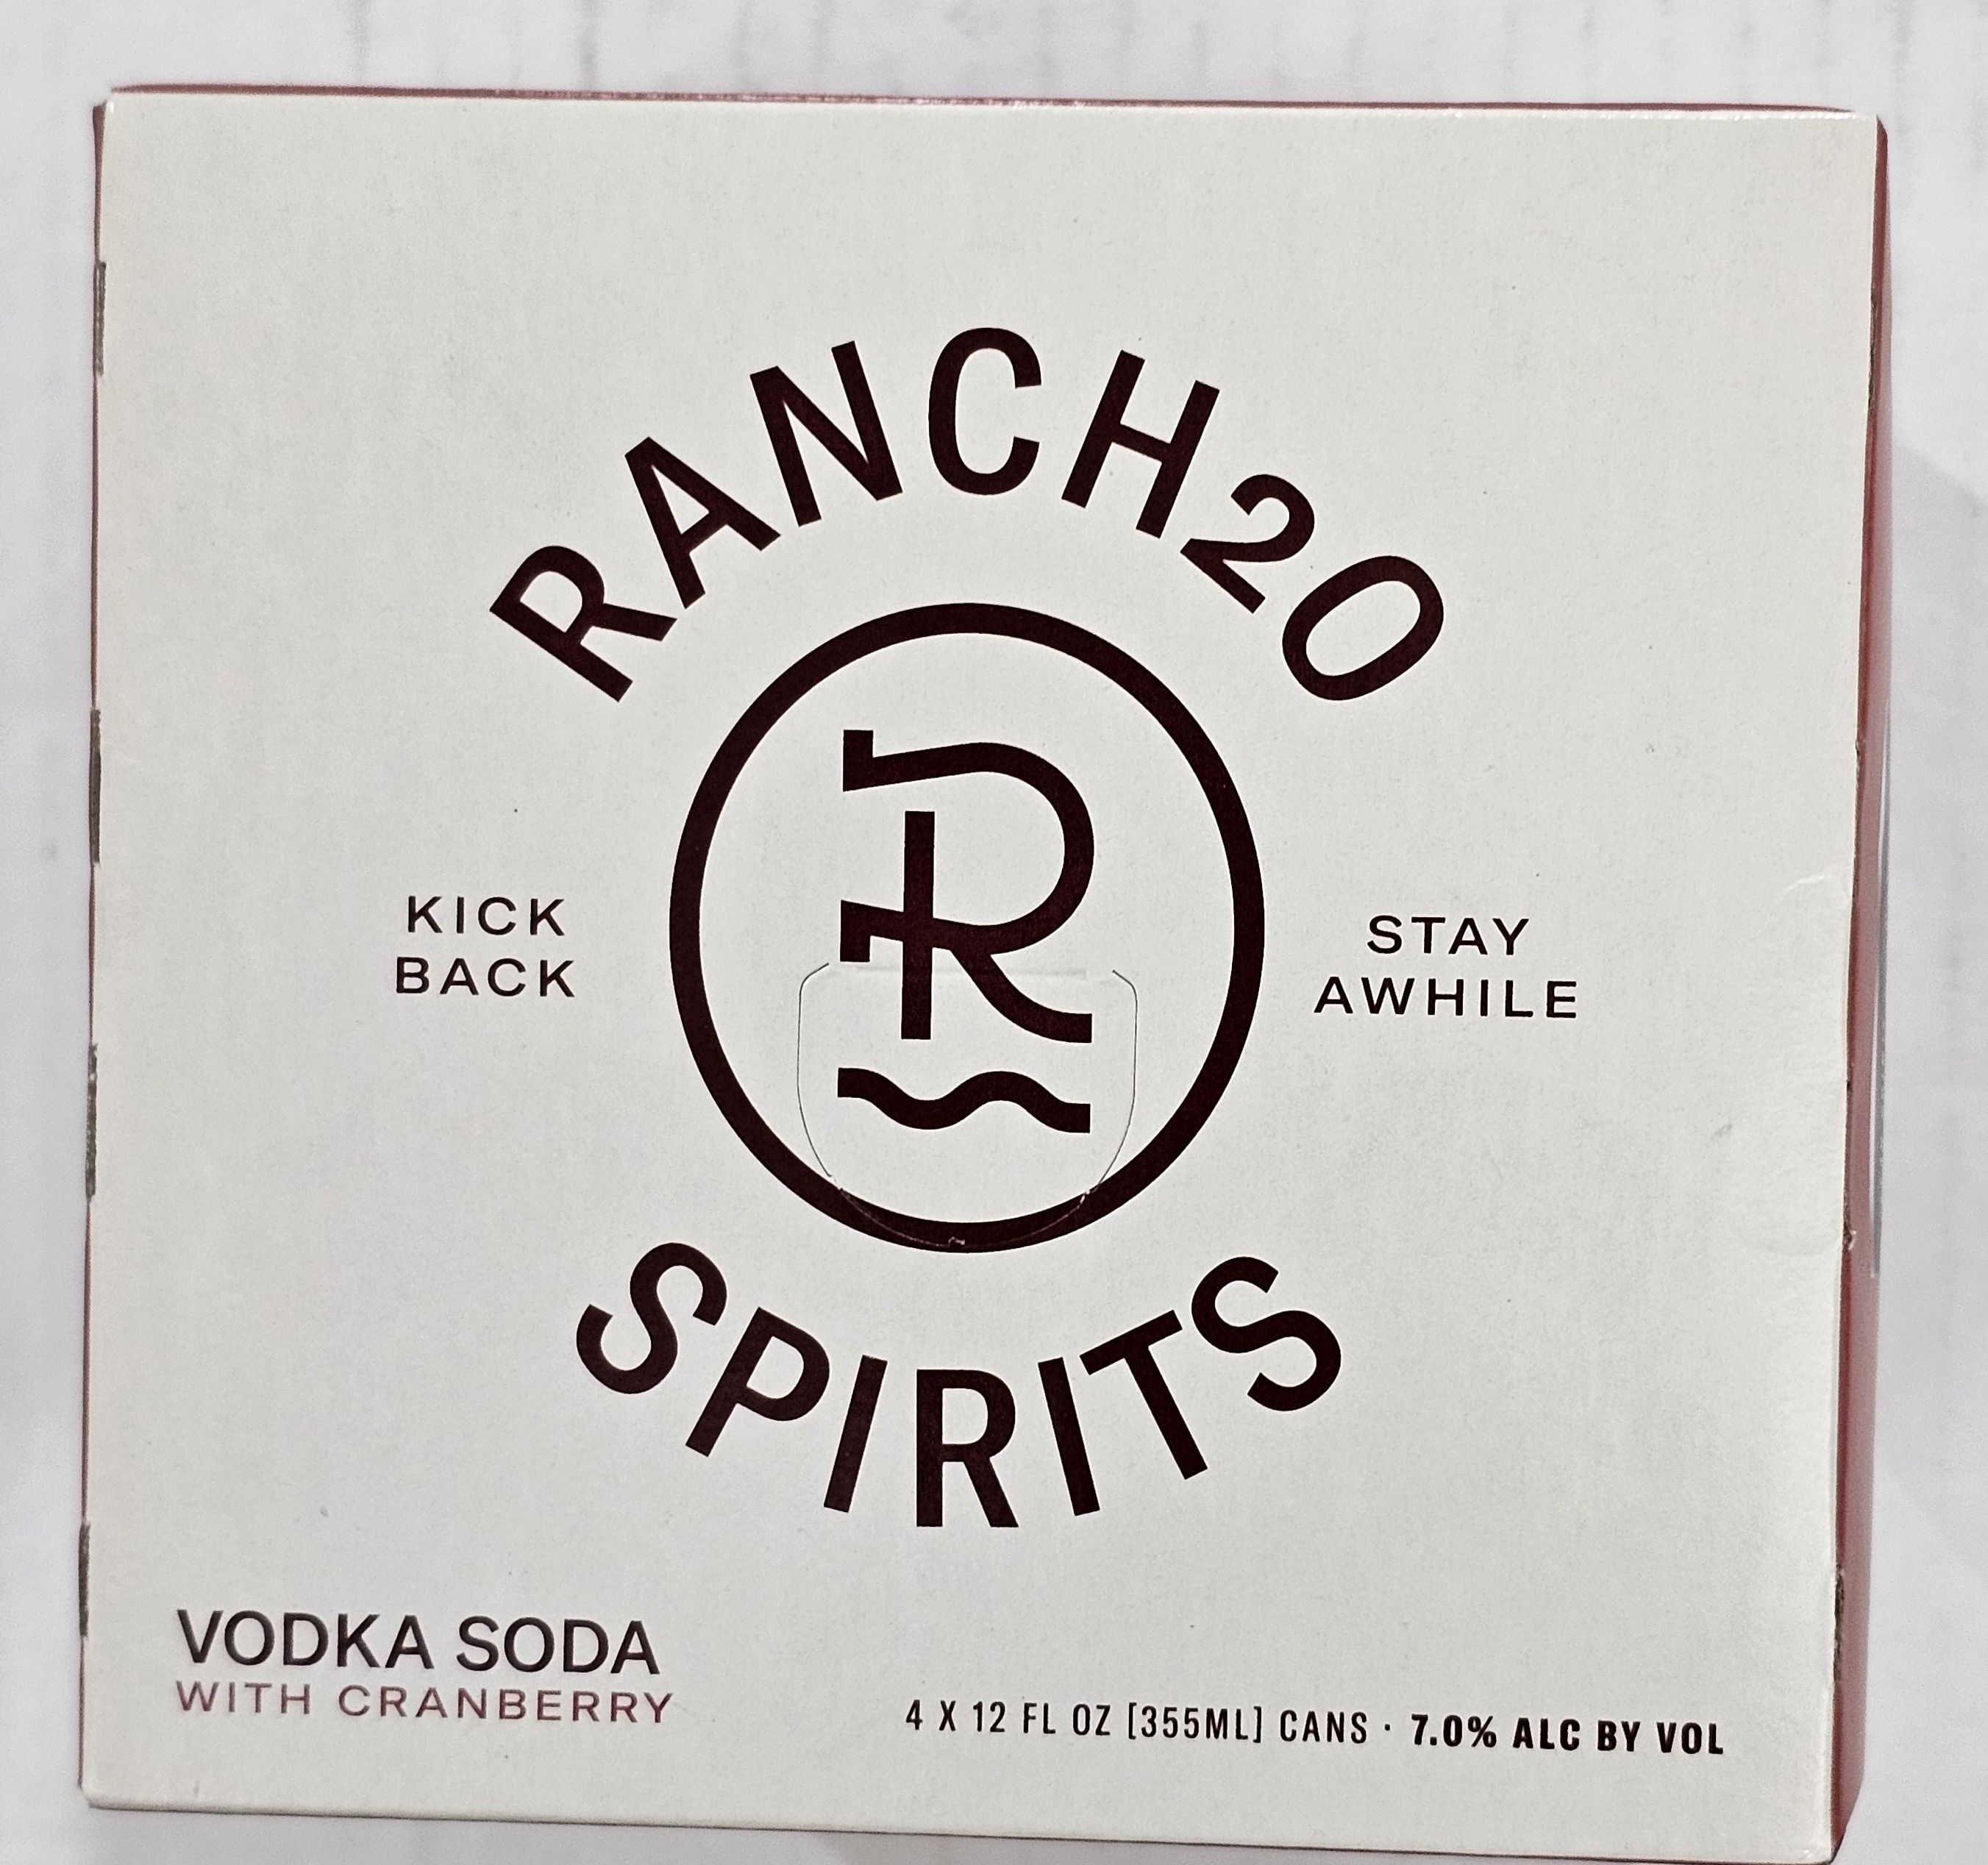 RANCH2O
R
KICK
BACK
STAY
AWHILE
SPIRITS
VODKA SODA
WITH CRANBERRY
4 X 12 FL OZ [355ML] CANS · 7.0% ALC BY VOL